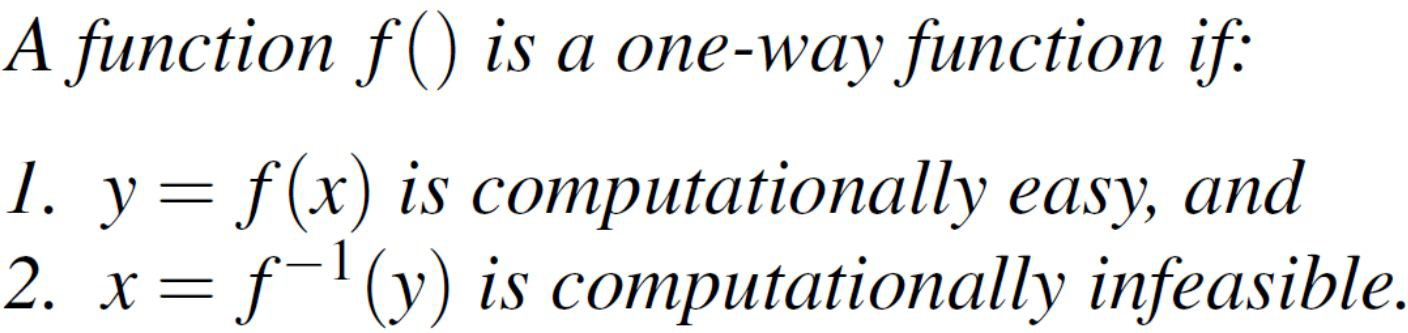 A function f() is a one-way function if:
1. y = f(x) is computationally easy, and
2. x = f⁻¹(y) is computationally infeasible.